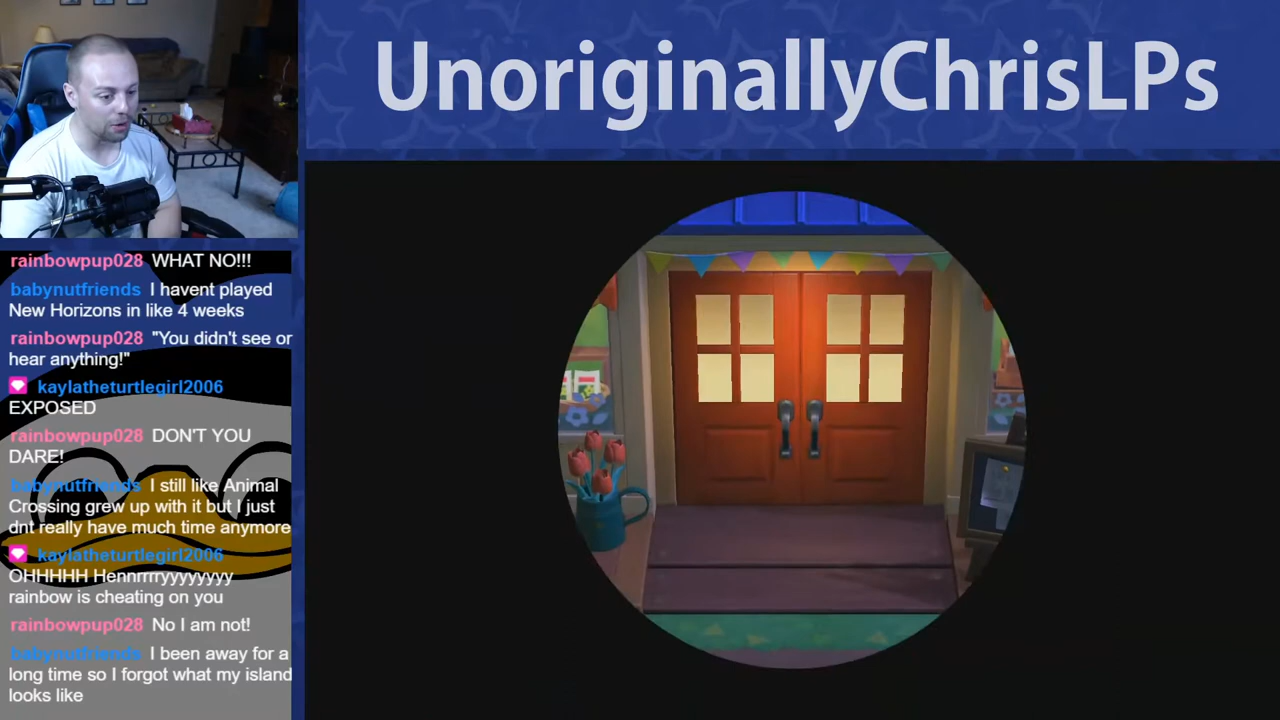 UnoriginallyChrisLPs
rainbowpup028 WHAT NO!!!
babynutfriends I havent played
New Horizons in like 4 weeks
rainbowpup028 "You didn't see or
hear anything!"
kaylatheturtlegirl2006
EXPOSED
rainbowpup028 DON'T YOU
DARE!
babynutfriends I still like Animal
Crossing grew up with it but I just
dnt really have much time anymore
kaylatheturtlegirl2006
OHHHHH Hennrrrrryyyyyyyy
rainbow is cheating on you
rainbowpup028 No I am not!
babynutfriends I been away for a
long time so I forgot what my island
looks like